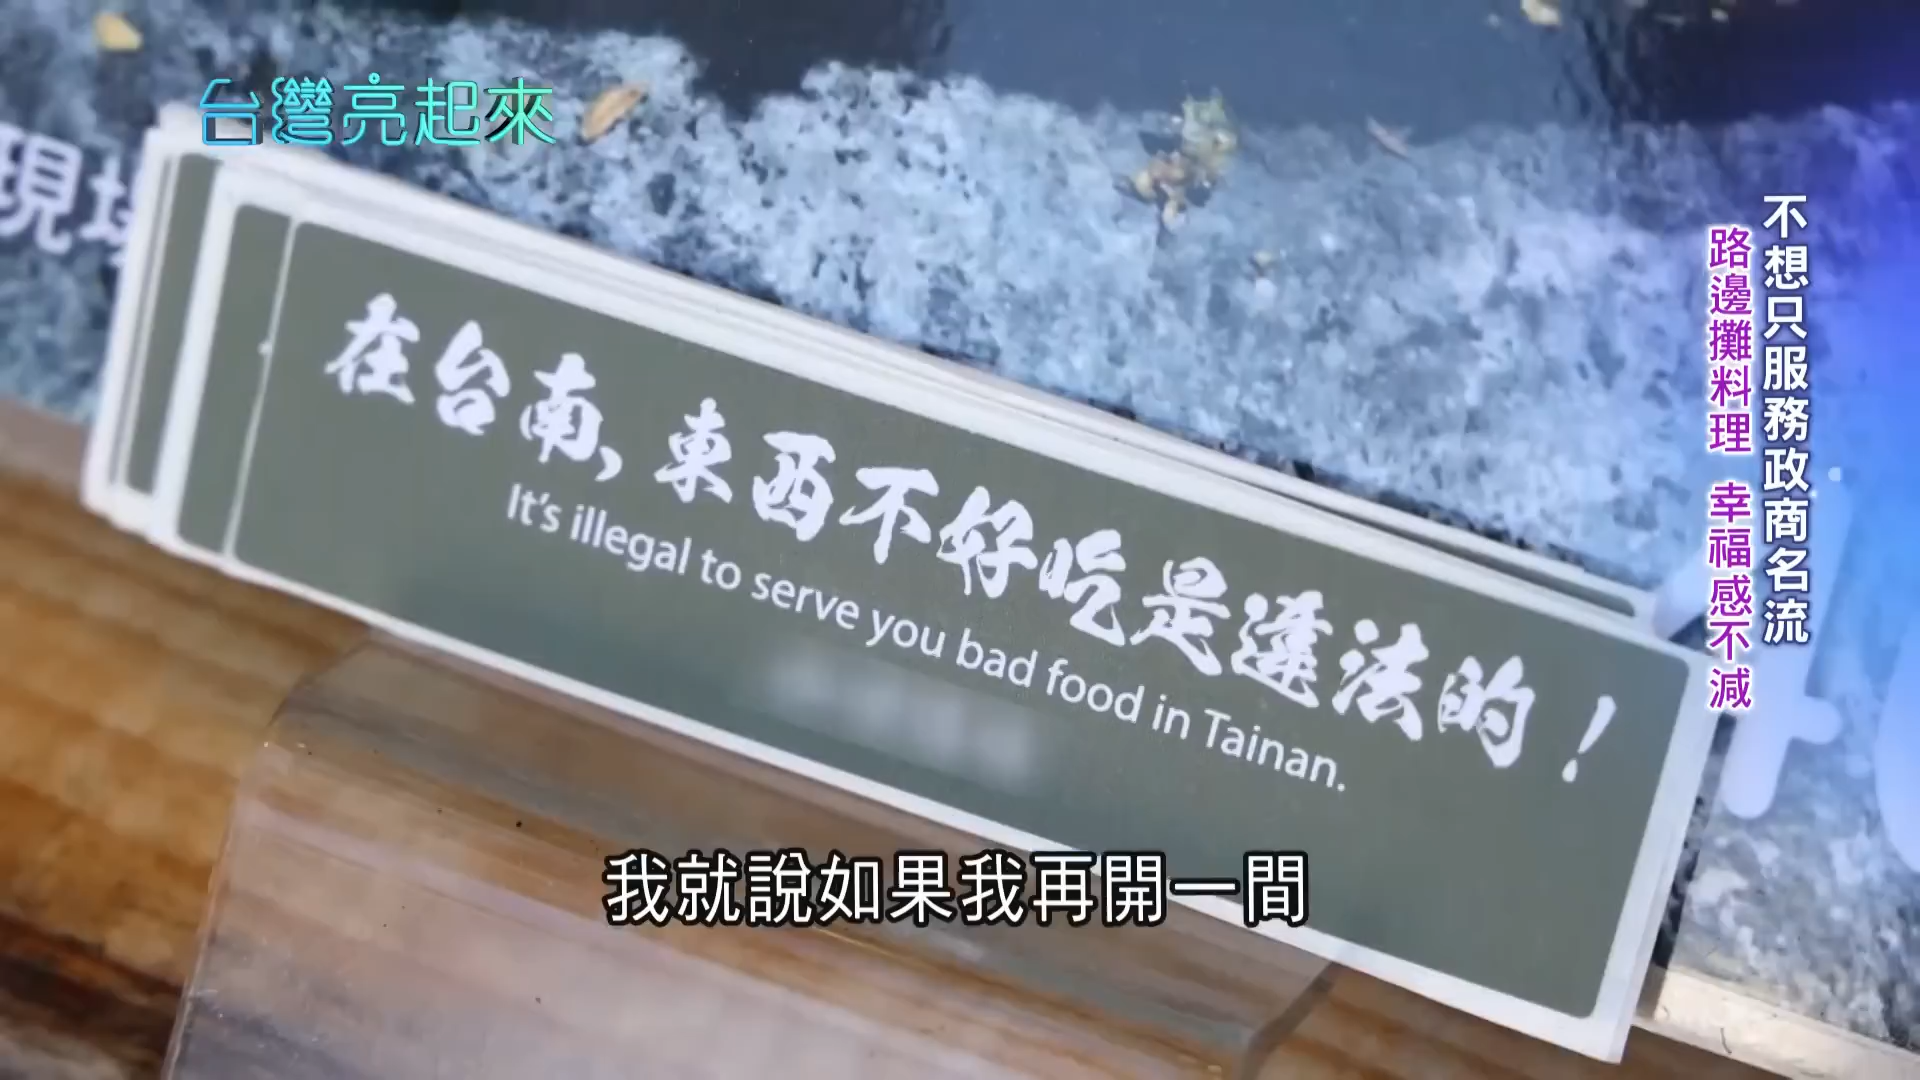 台灣亮起來
現場
不想只服務政商名流
路邊攤料理 幸福感不減
在台南,東西不好吃是違法的!
It's illegal to serve you bad food in Tainan.
我就說如果我再開一間